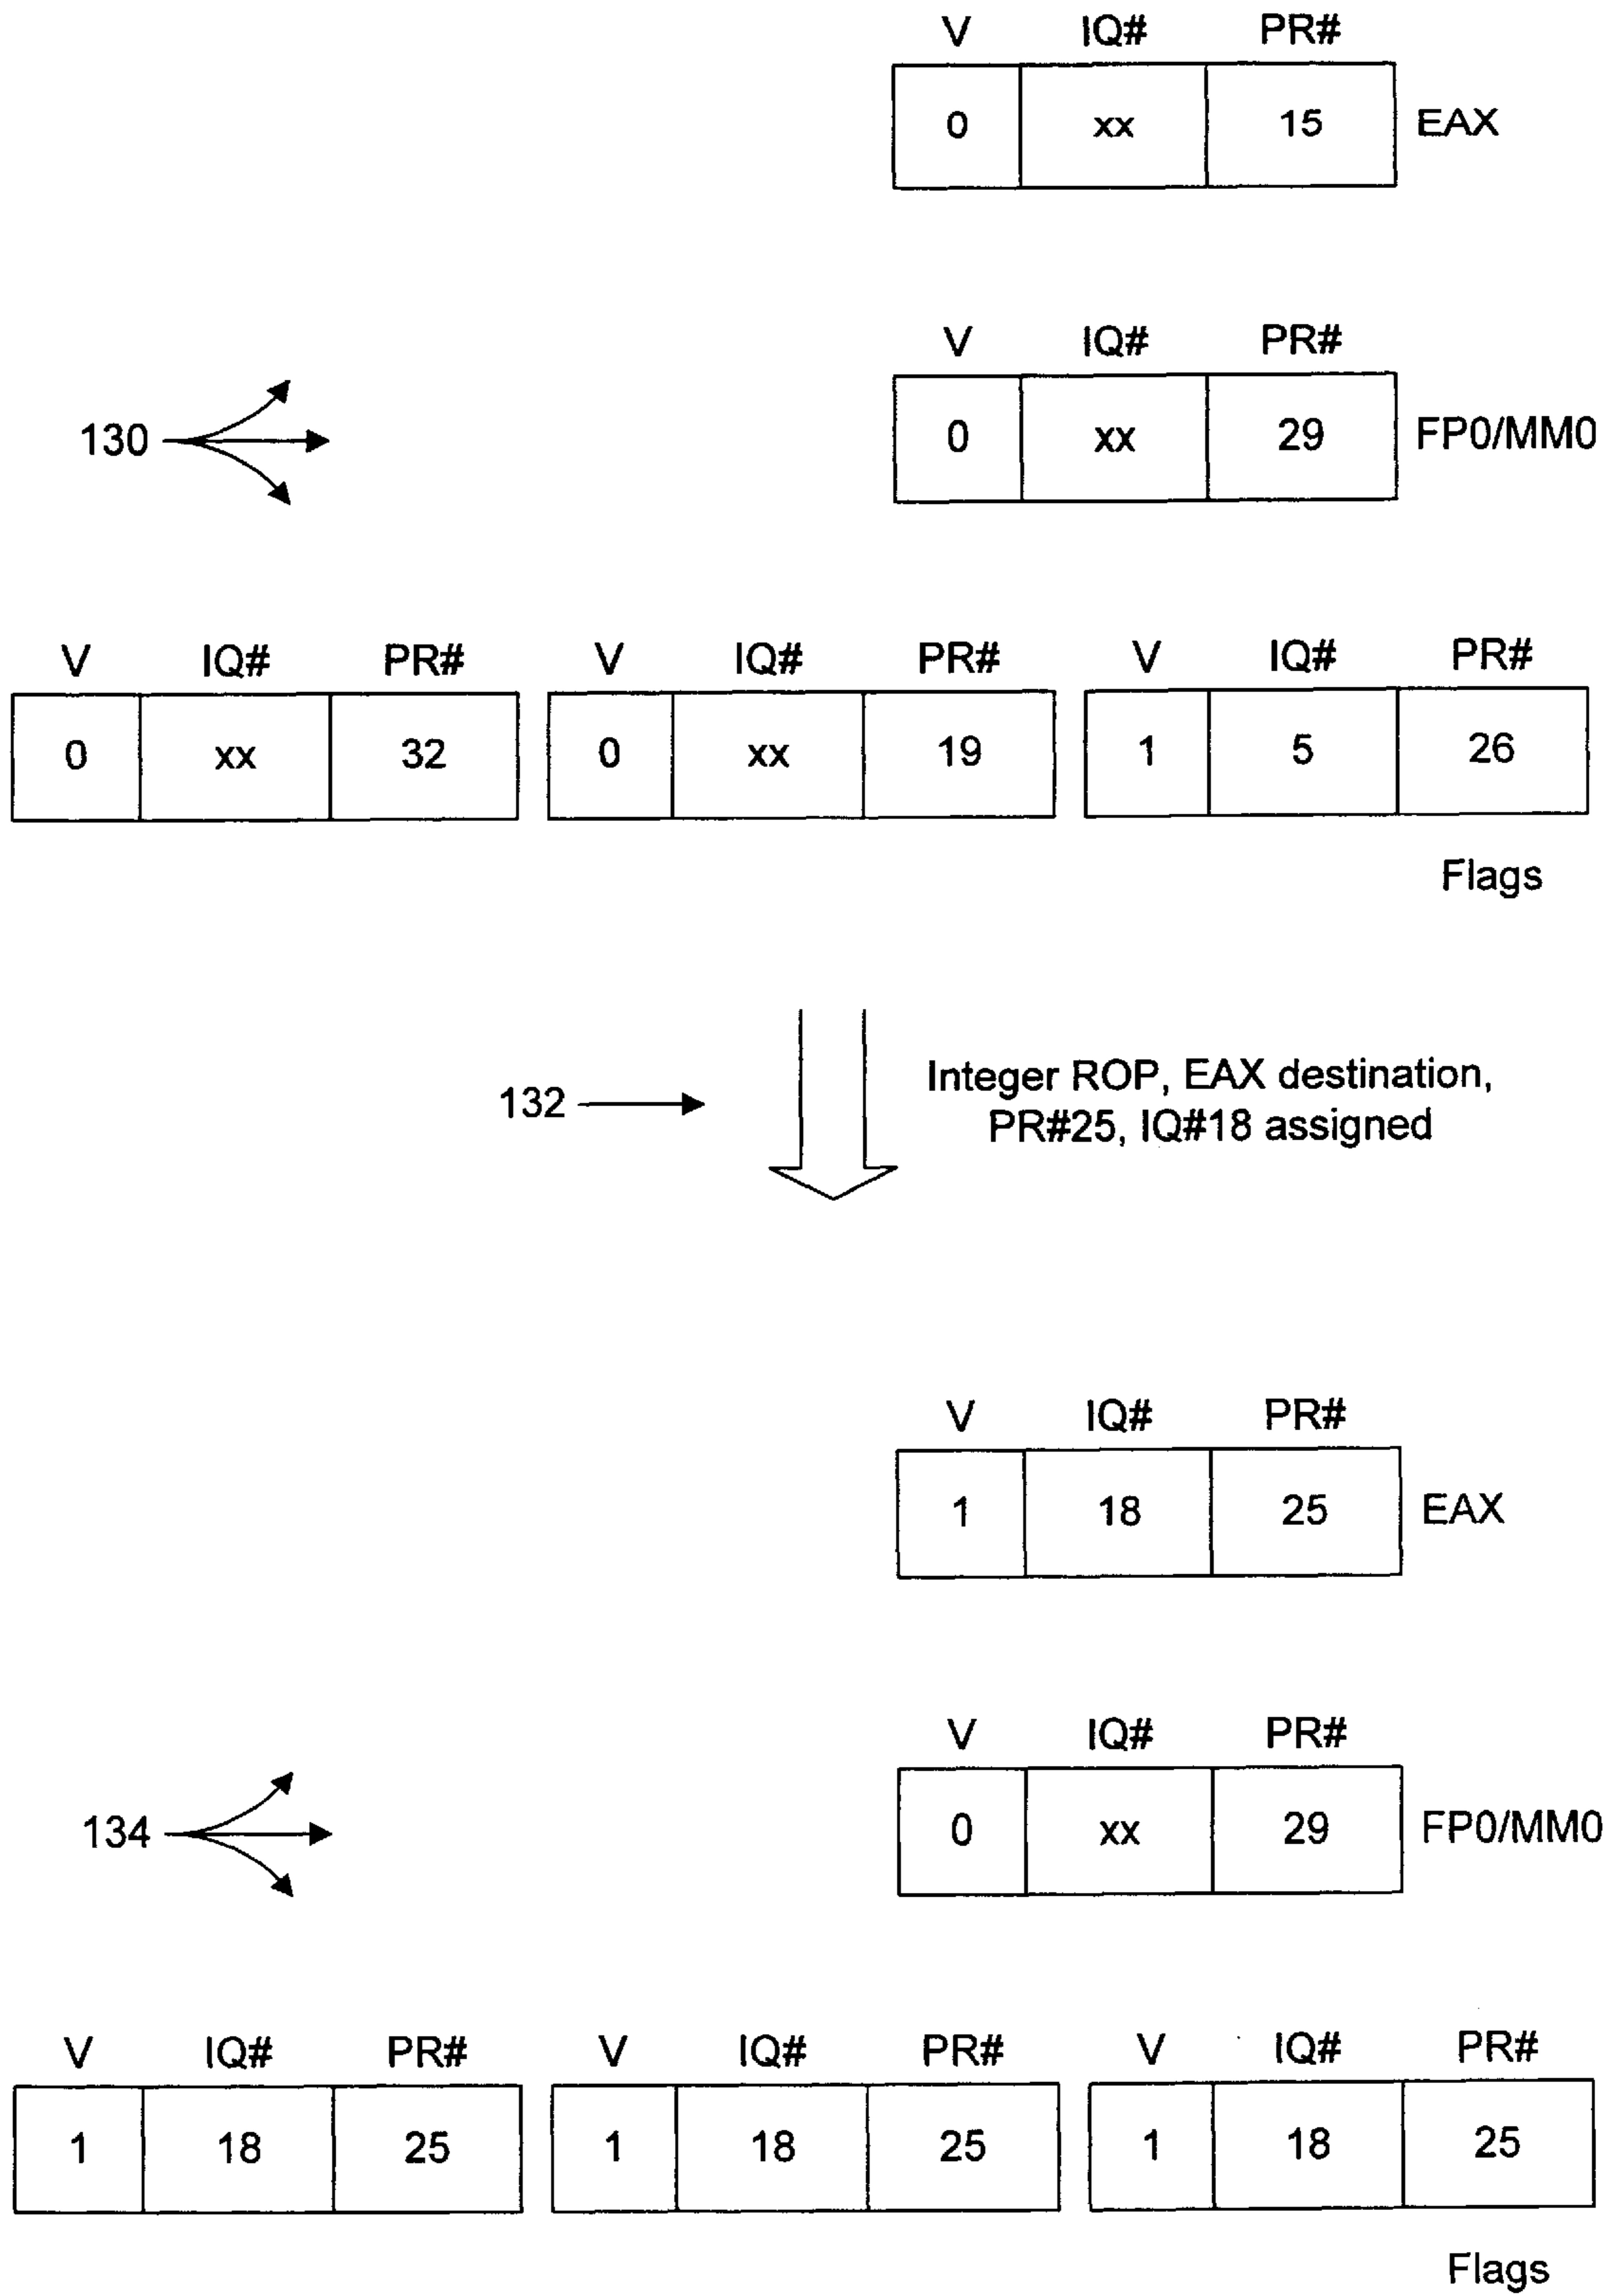 V IQ# PR#
0 xx 15 EAX
V IQ# PR#
130 0 xx 29 FP0/MM0
V IQ# PR# V IQ# PR# V IQ# PR#
0 xx 32 0 xx 19 1 5 26
Flags
132 Integer ROP, EAX destination,
PR#25, IQ#18 assigned
V IQ# PR#
1 18 25 EAX
V IQ# PR#
134 0 xx 29 FP0/MM0
V IQ# PR# V IQ# PR# V IQ# PR#
1 18 25 1 18 25 1 18 25
Flags